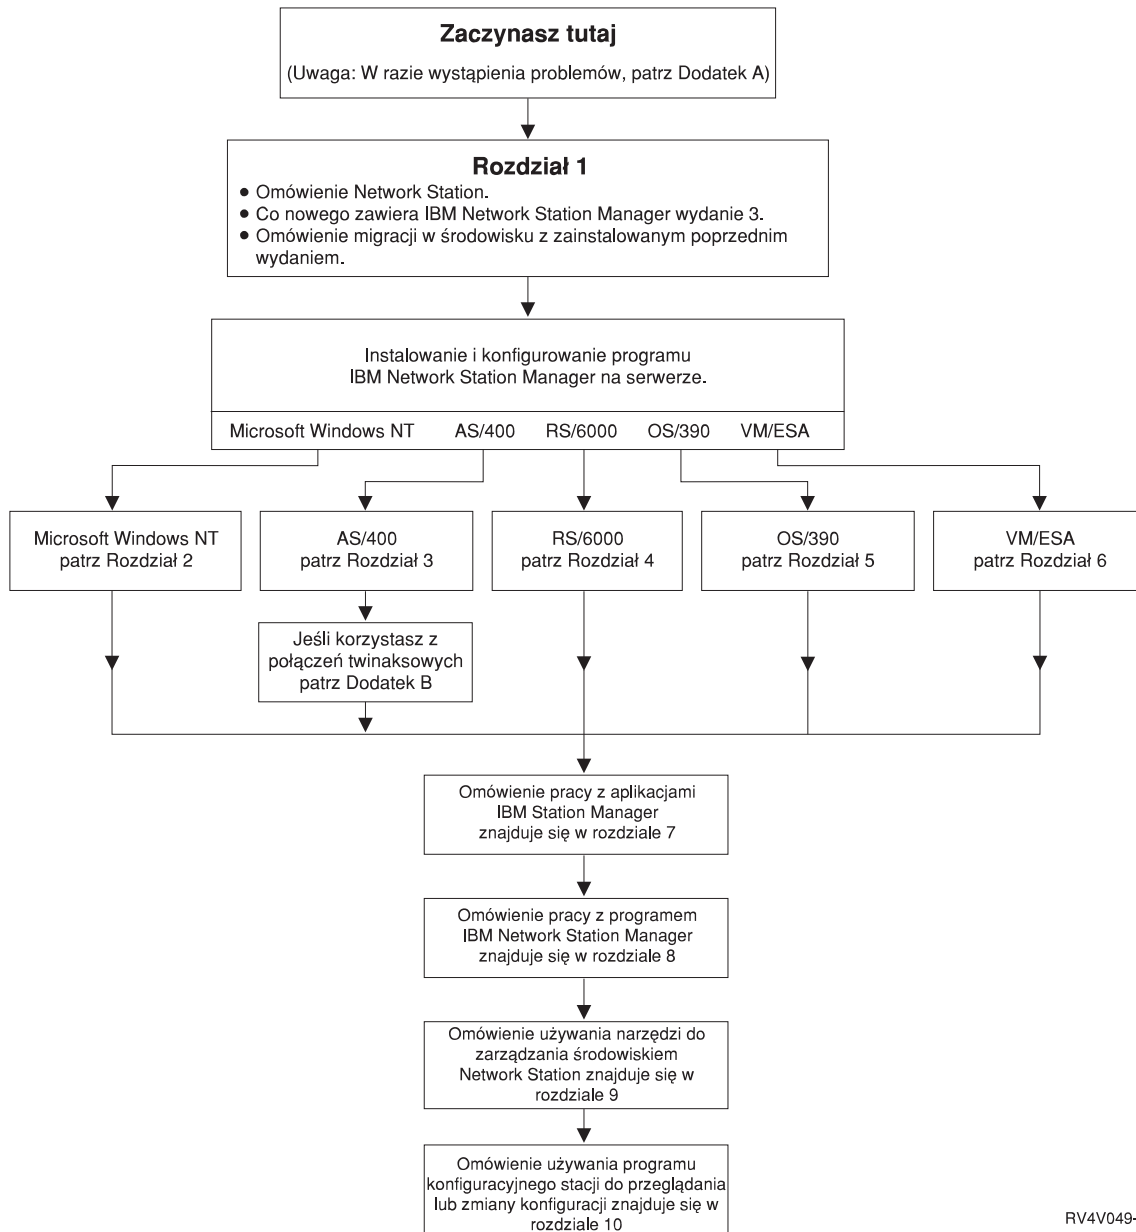 Zaczynasz tutaj
(Uwaga: W razie wystąpienia problemów, patrz Dodatek A)
Rozdział 1
• Omówienie Network Station.
• Co nowego zawiera IBM Network Station Manager wydanie 3.
• Omówienie migracji w środowisku z zainstalowanym poprzednim
wydaniem.
Instalowanie i konfigurowanie programu
IBM Network Station Manager na serwerze.
Microsoft Windows NT AS/400 RS/6000 OS/390 VM/ESA
Microsoft Windows NT
patrz Rozdział 2
AS/400
patrz Rozdział 3
RS/6000
patrz Rozdział 4
OS/390
patrz Rozdział 5
VM/ESA
patrz Rozdział 6
Jeśli korzystasz z
połączeń twinaksowych
patrz Dodatek B
Omówienie pracy z aplikacjami
IBM Station Manager
znajduje się w rozdziale 7
Omówienie pracy z programem
IBM Network Station Manager
znajduje się w rozdziale 8
Omówienie używania narzędzi do
zarządzania środowiskiem
Network Station znajduje się w
rozdziale 9
Omówienie używania programu
konfiguracyjnego stacji do przeglądania
lub zmiany konfiguracji znajduje się w
rozdziale 10
RV4V049-